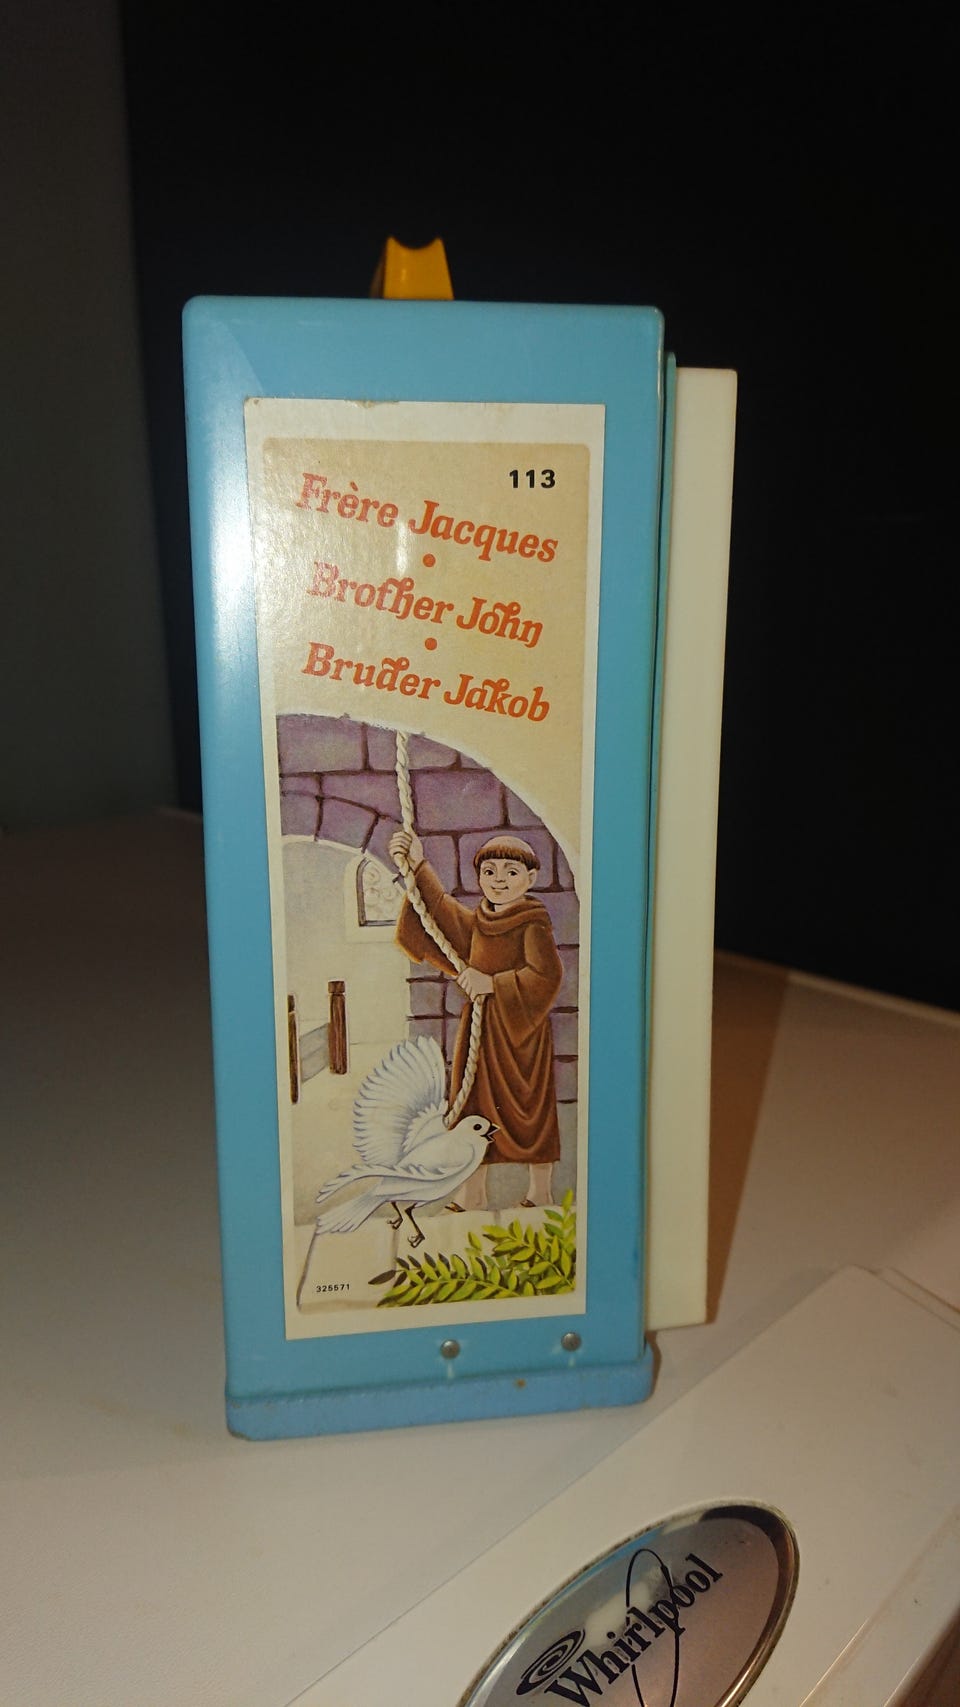 113
Frère Jacques
•
Brother John
•
Bruder Jakob
325571
Whirlpool